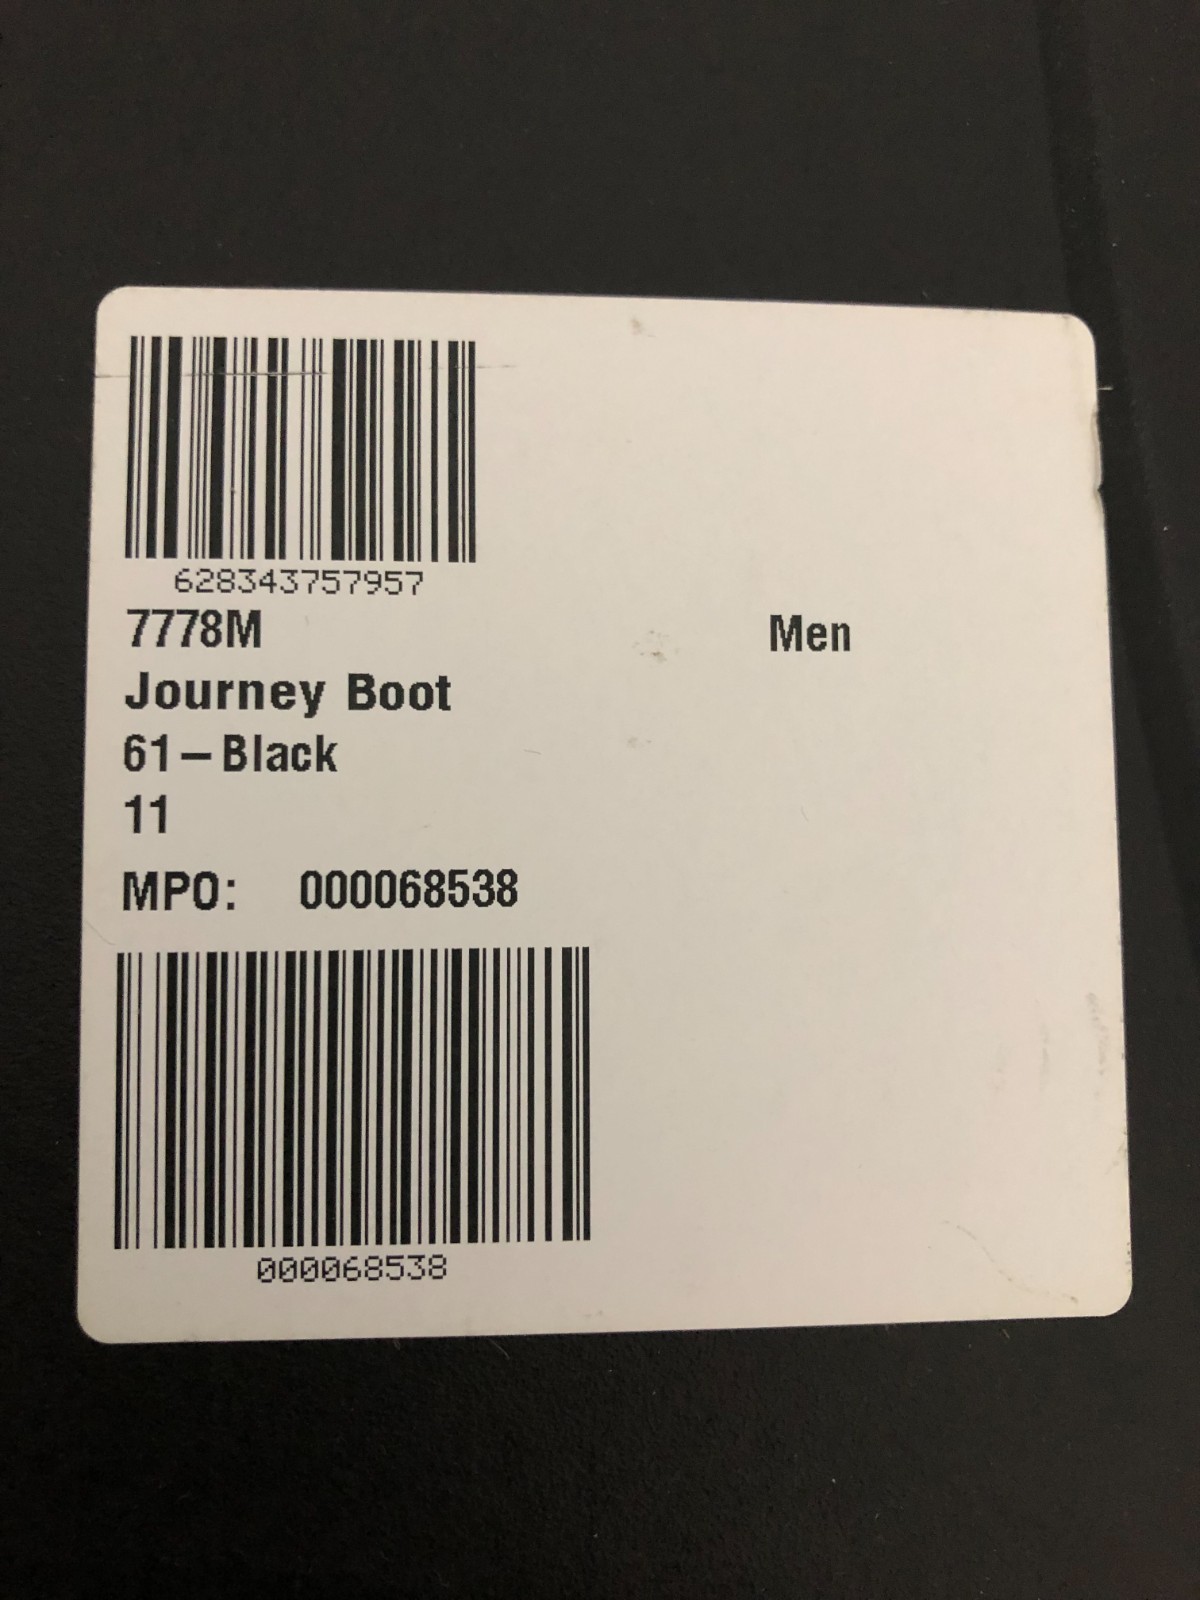 628343757957
7778M Men
Journey Boot
61-Black
11
MPO: 000068538
000068538